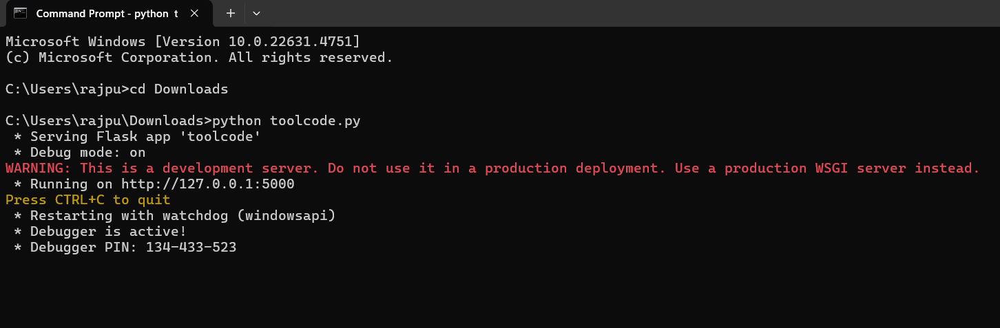 Command Prompt - python t
Microsoft Windows [Version 10.0.22631.4751]
(c) Microsoft Corporation. All rights reserved.
C:\Users\rajpu>cd Downloads
C:\Users\rajpu\Downloads>python toolcode.py
 * Serving Flask app 'toolcode'
 * Debug mode: on
WARNING: This is a development server. Do not use it in a production deployment. Use a production WSGI server instead.
 * Running on http://127.0.0.1:5000
Press CTRL+C to quit
 * Restarting with watchdog (windowsapi)
 * Debugger is active!
 * Debugger PIN: 134-433-523